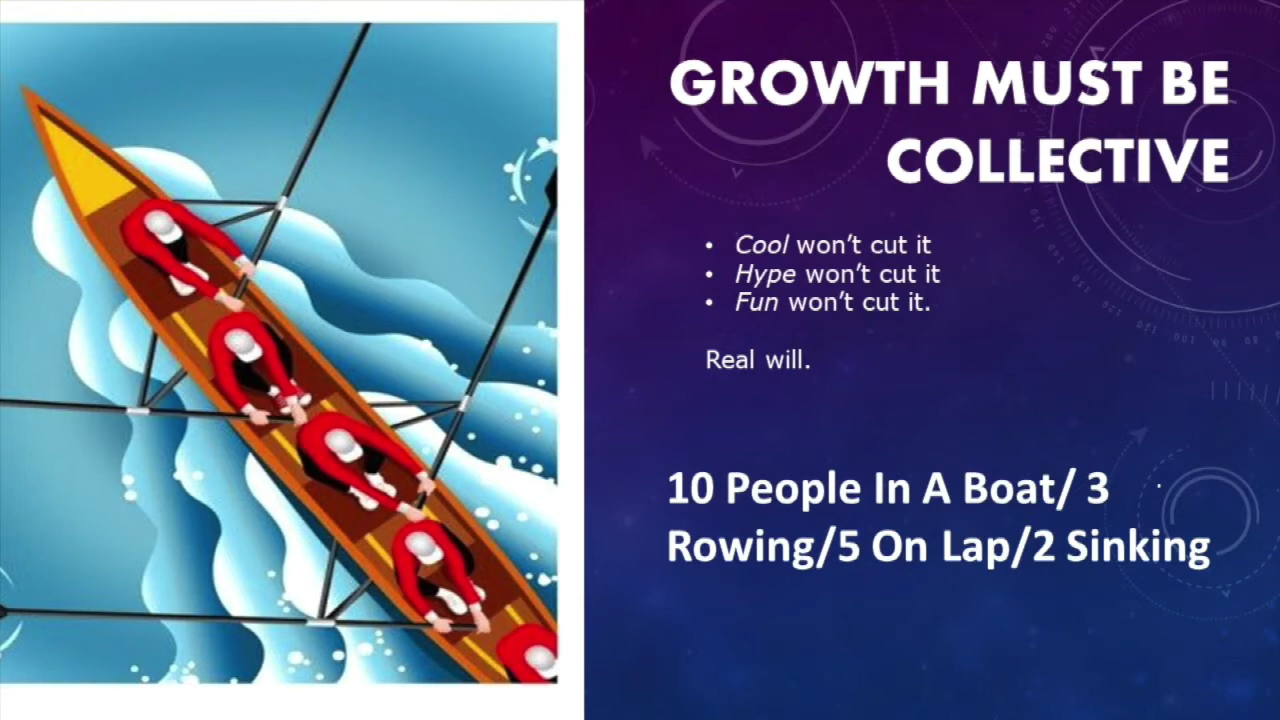 GROWTH MUST BE
COLLECTIVE
• Cool won't cut it
• Hype won't cut it
• Fun won't cut it.
Real will.
10 People In A Boat/ 3
Rowing/5 On Lap/2 Sinking